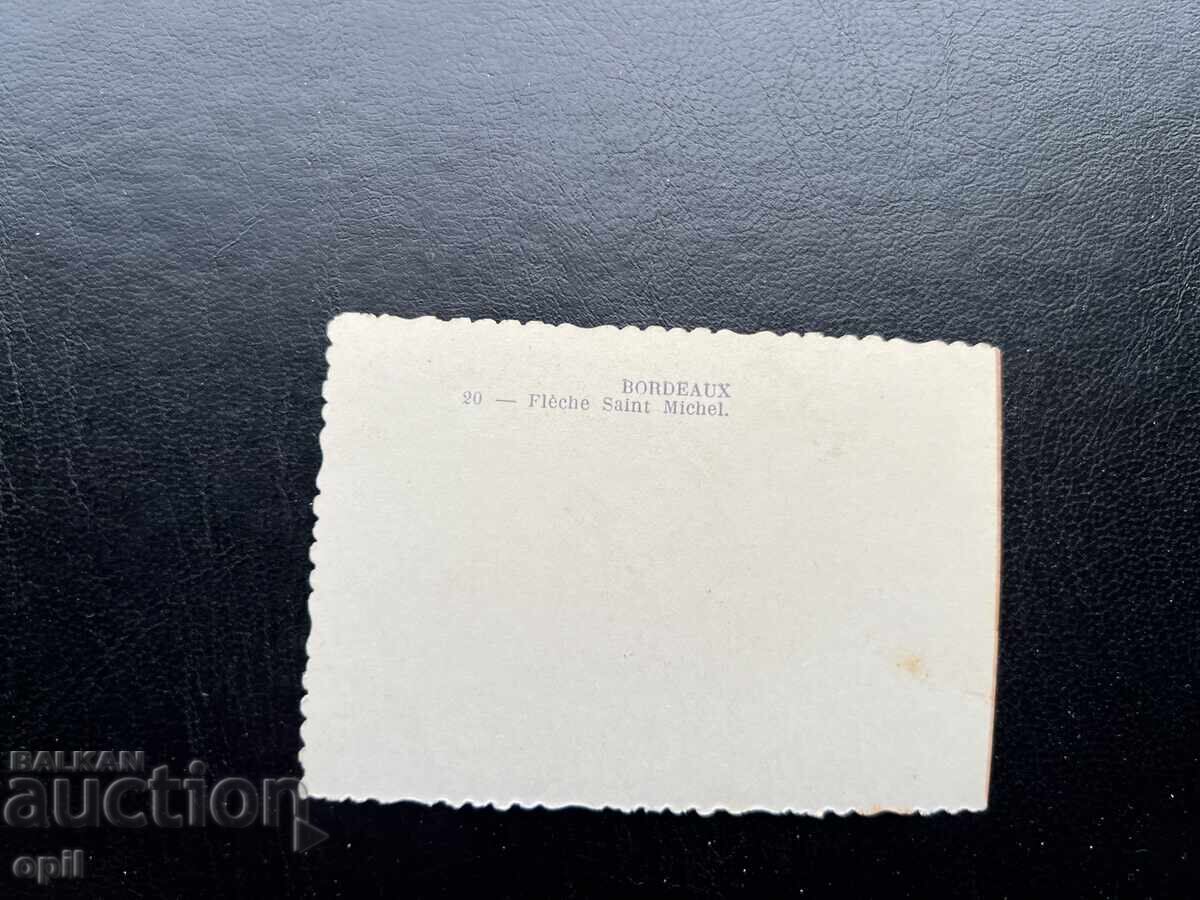 BORDEAUX
20 — Flèche Saint Michel.
BALKAN
auction
opil